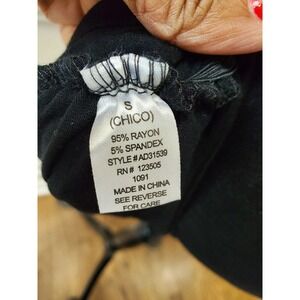 S
(CHICO)
95% RAYON
5% SPANDEX
STYLE # AD31539
RN # 123505
1091
MADE IN CHINA
SEE REVERSE
FOR CARE